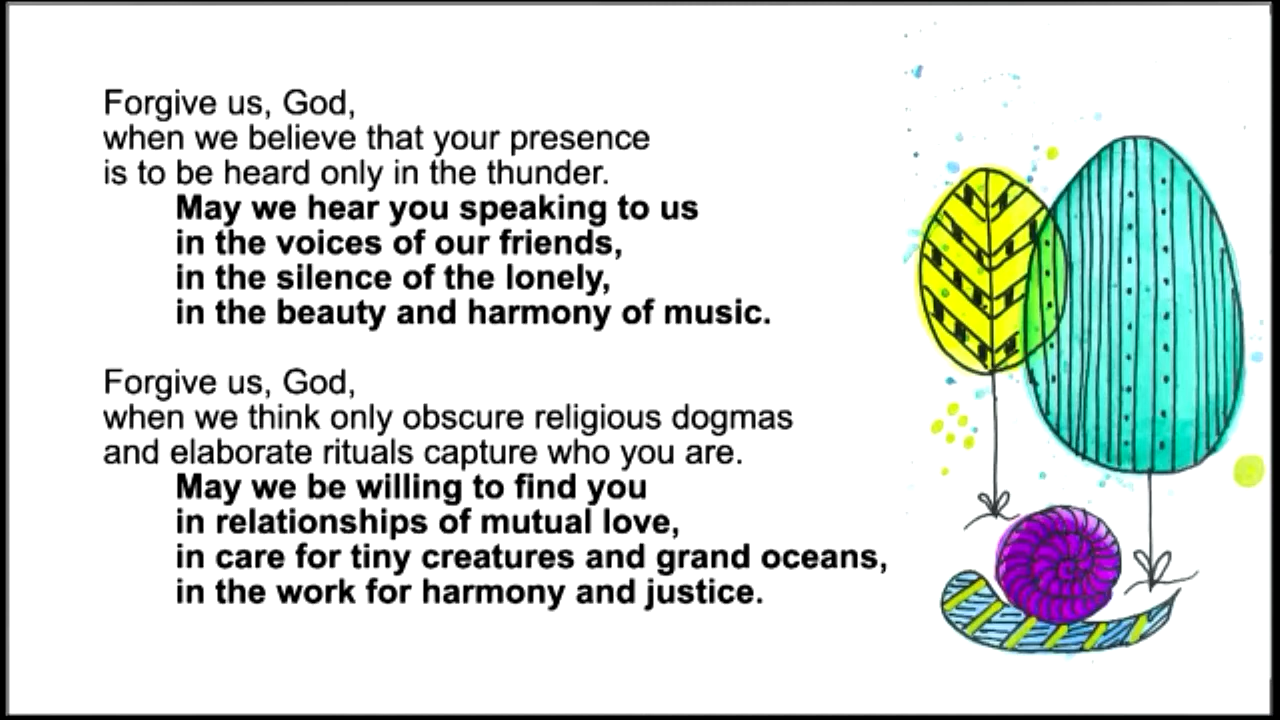 Forgive us, God,
when we believe that your presence
is to be heard only in the thunder.
May we hear you speaking to us
in the voices of our friends,
in the silence of the lonely,
in the beauty and harmony of music.
Forgive us, God,
when we think only obscure religious dogmas
and elaborate rituals capture who you are.
May we be willing to find you
in relationships of mutual love,
in care for tiny creatures and grand oceans,
in the work for harmony and justice.